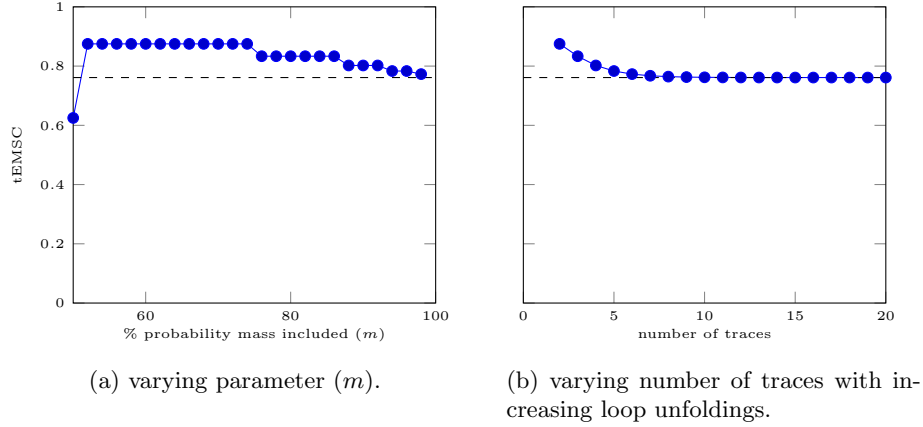 1
0.8
0.6
0.4
0.2
0
tEMSC
60
80
100
% probability mass included (m)
(a) varying parameter (m).
0
5
10
15
20
number of traces
(b) varying number of traces with in-
creasing loop unfoldings.